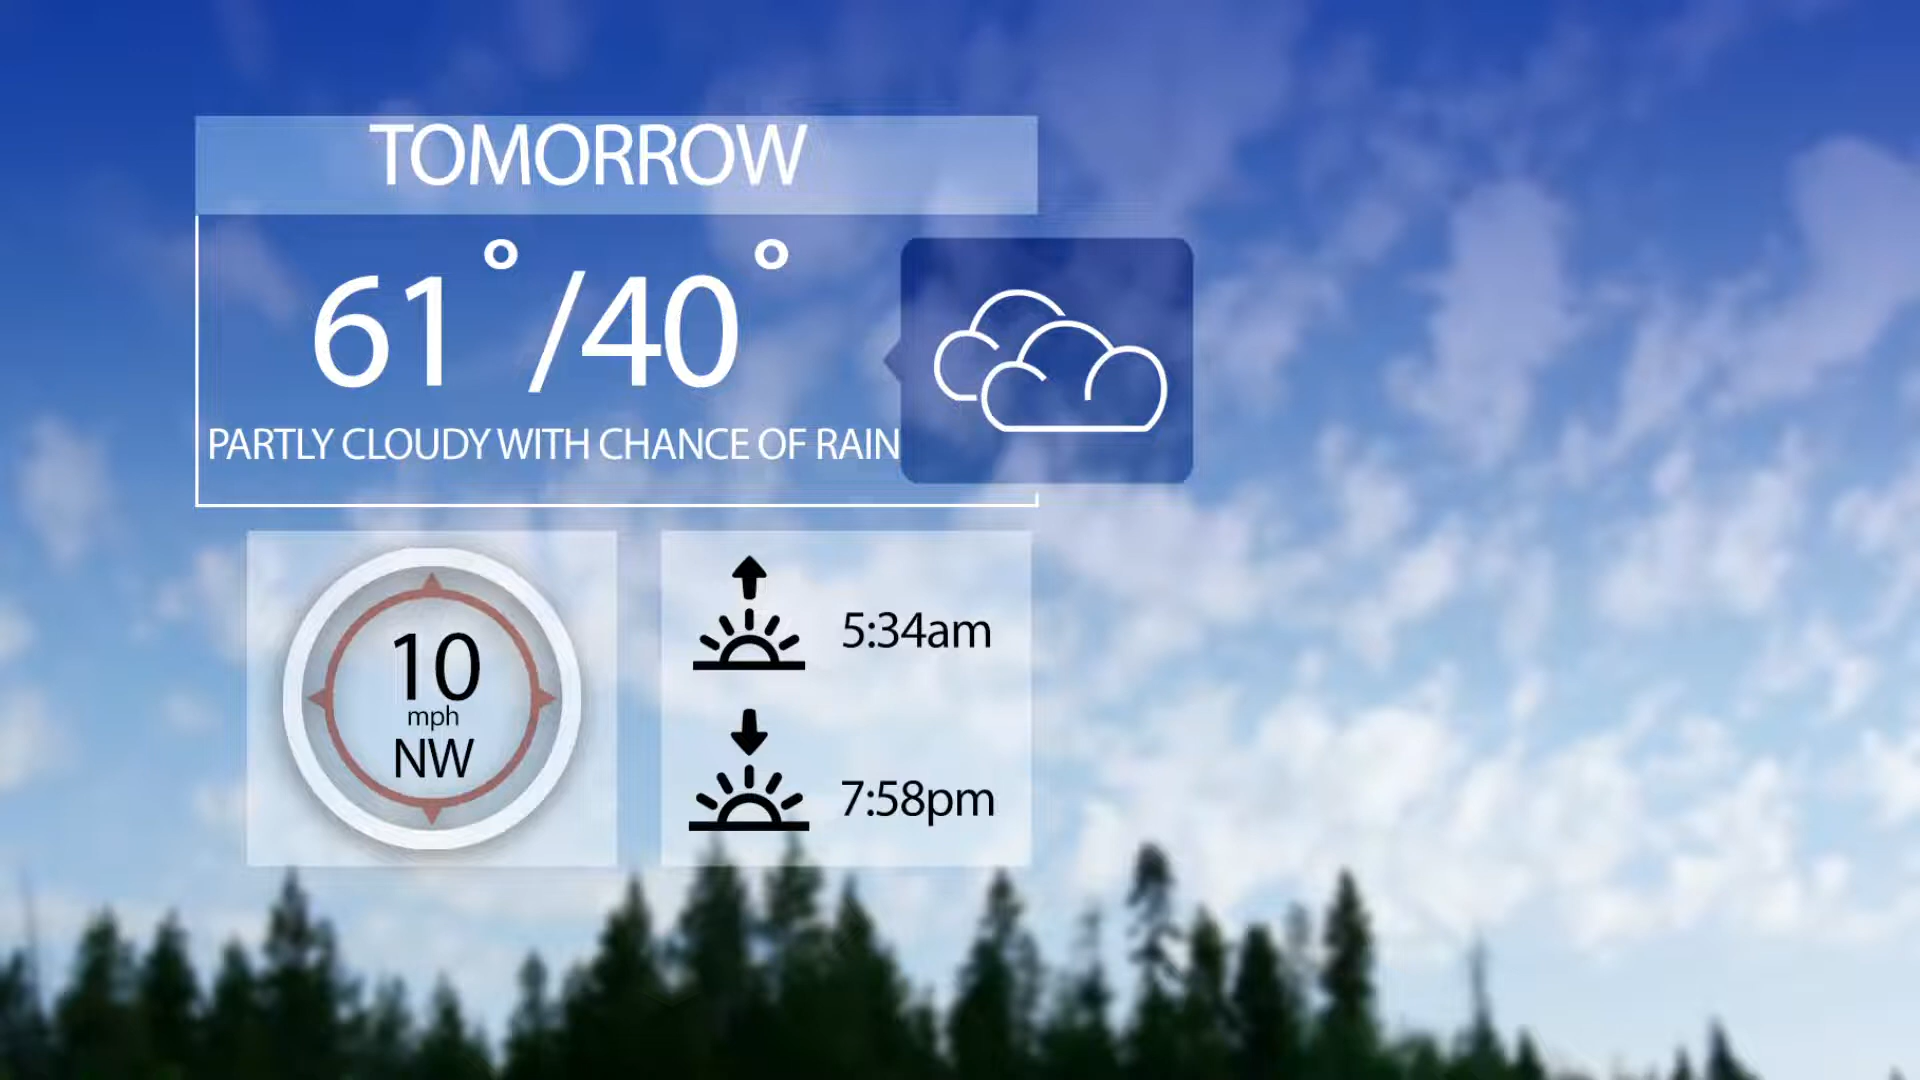 TOMORROW
61°/40°
PARTLY CLOUDY WITH CHANCE OF RAIN
10
mph
NW
5:34am
7:58pm